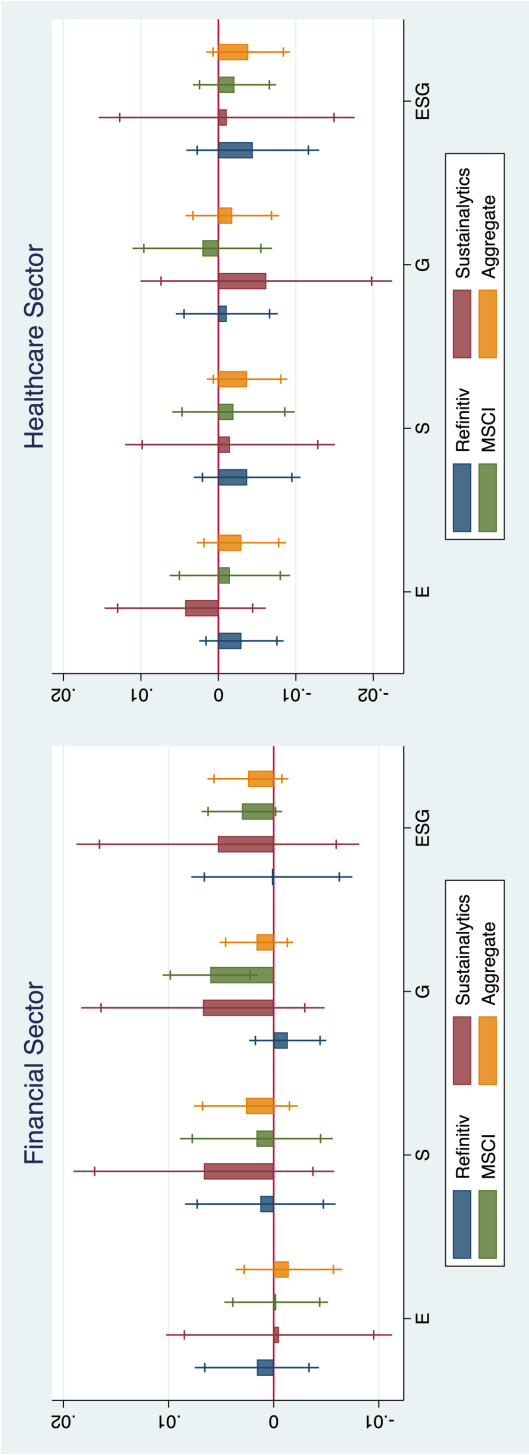 Financial Sector
.02
.01
0
-.01
E
S
G
ESG
Refinitiv
Sustainalytics
MSCI
Aggregate
Healthcare Sector
.02
.01
0
-.01
-.02
E
S
G
ESG
Refinitiv
Sustainalytics
MSCI
Aggregate